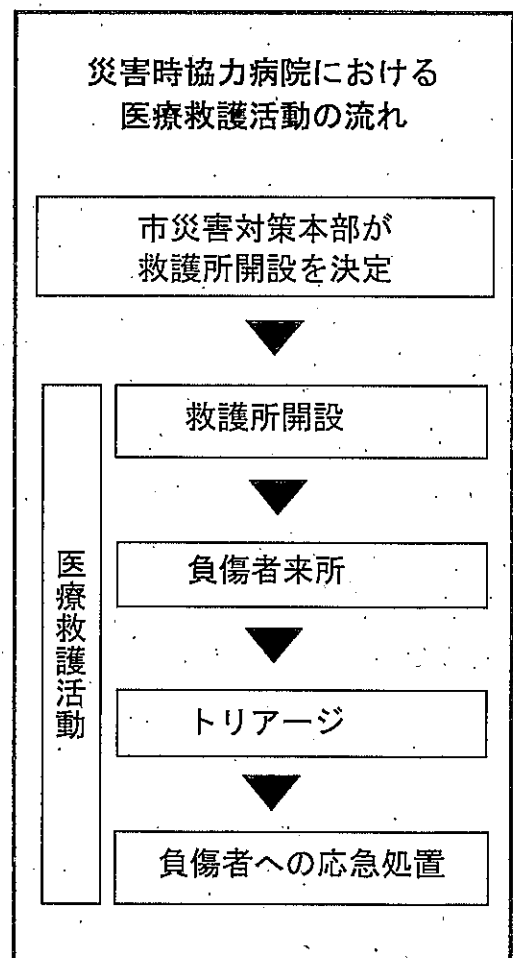 災害時協力病院における
医療救護活動の流れ
市災害対策本部が
救護所開設を決定
救護所開設
負傷者来所
医療救護活動
トリアージ
負傷者への応急処置